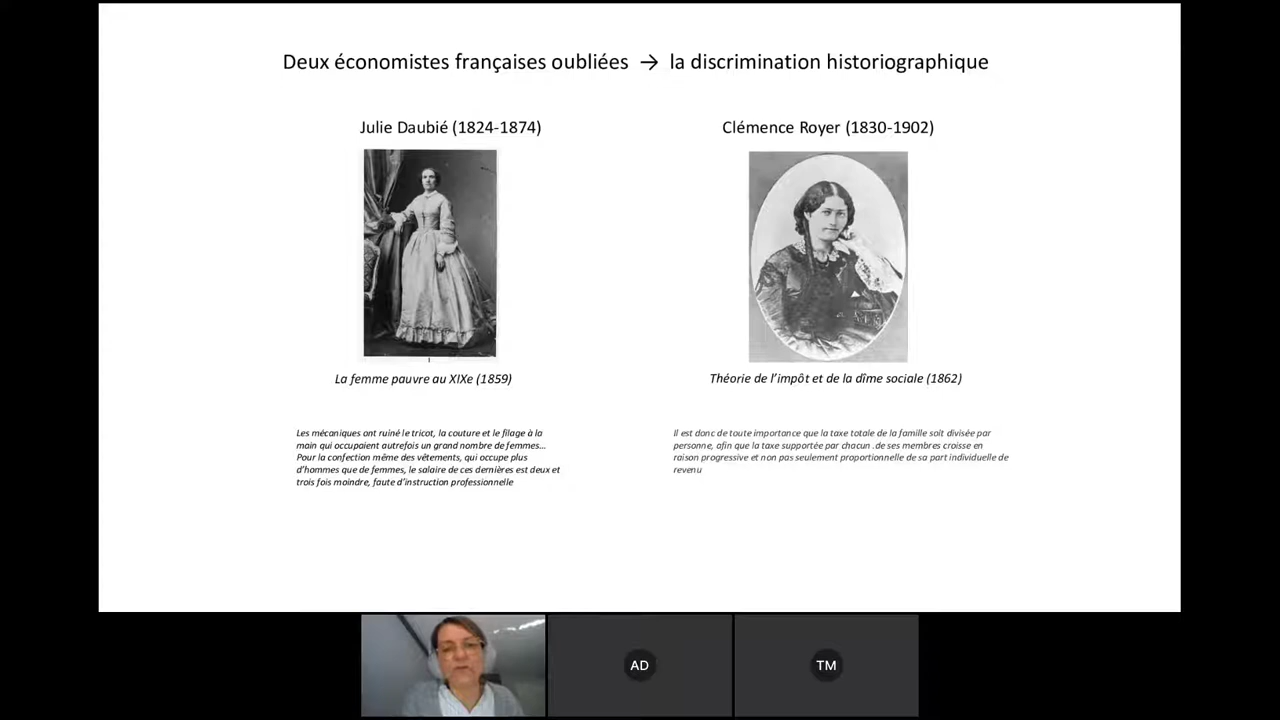 Deux économistes françaises oubliées → la discrimination historiographique
Julie Daubié (1824-1874)
Clémence Royer (1830-1902)
La femme pauvre au XIXe (1859)
Théorie de l'impôt et de la dîme sociale (1862)
Les mécaniques ont ruiné le tricot, la couture et le filage à la
main qui occupaient autrefois un grand nombre de femmes...
Pour la confection même des vêtements, qui occupe plus
d'hommes que de femmes, le salaire de ces dernières est deux et
trois fois moindre, faute d'instruction professionnelle
Il est donc de toute importance que la taxe totale de la famille soit divisée par
personne, afin que la taxe supportée par chacun .de ses membres croisse en
raison progressive et non pas seulement proportionnelle de sa part individuelle de
revenu
AD
TM